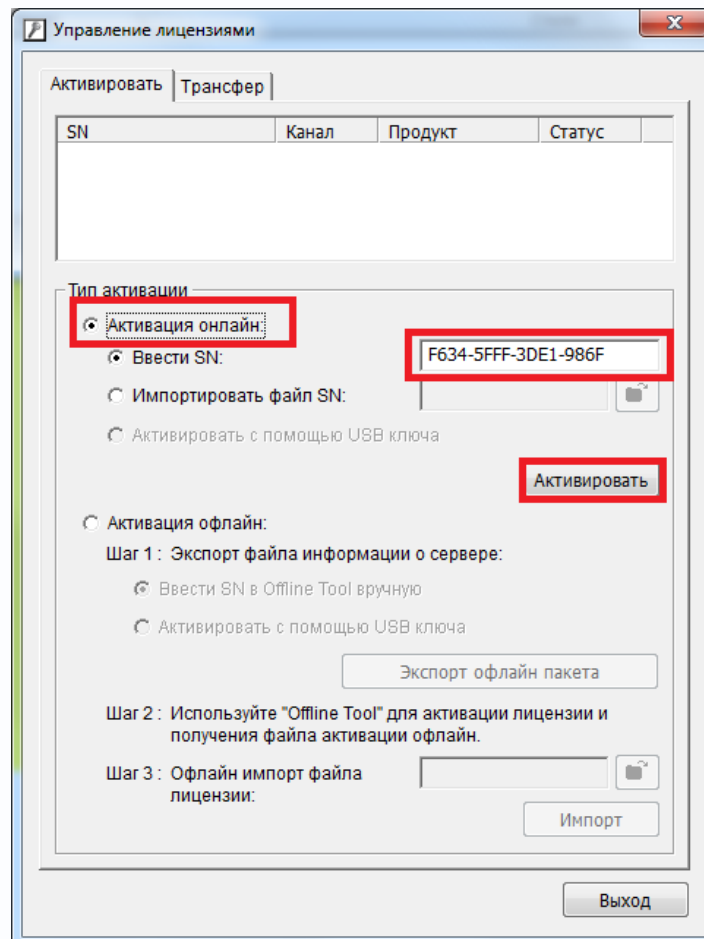 Управление лицензиями
Активировать Трансфер
SN Канал Продукт Статус
Тип активации
Активация онлайн:
Ввести SN: F634-5FFF-3DE1-986F
Импортировать файл SN:
Активировать с помощью USB ключа
Активировать
Активация офлайн:
Шаг 1 : Экспорт файла информации о сервере:
Ввести SN в Offline Tool вручную
Активировать с помощью USB ключа
Экспорт офлайн пакета
Шаг 2 : Используйте "Offline Tool" для активации лицензии и
получения файла активации офлайн.
Шаг 3 : Офлайн импорт файла
лицензии:
Импорт
Выход